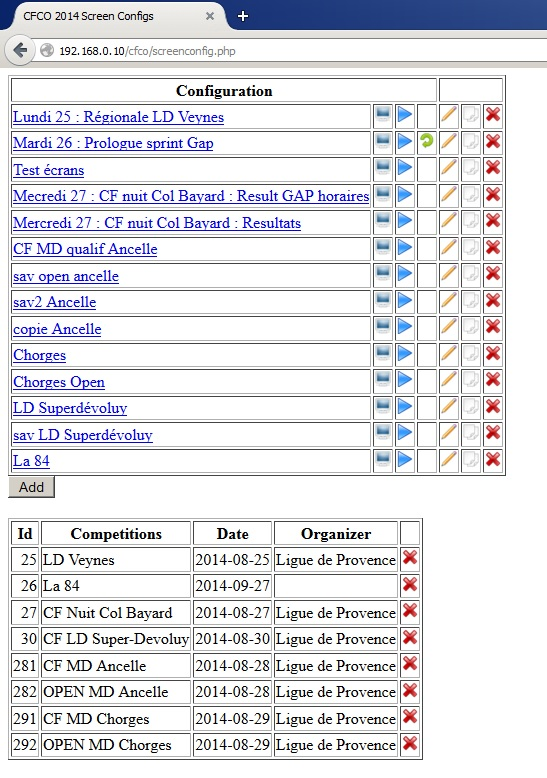 CFCO 2014 Screen Configs
192.168.0.10/cfco/screenconfig.php
Configuration
Lundi 25 : Régionale LD Veynes
Mardi 26 : Prologue sprint Gap
Test écrans
Mecredi 27 : CF nuit Col Bayard : Result GAP horaires
Mercredi 27 : CF nuit Col Bayard : Resultats
CF MD qualif Ancelle
sav open ancelle
sav2 Ancelle
copie Ancelle
Chorges
Chorges Open
LD Superdévoluy
sav LD Superdévoluy
La 84
Add
Id Competitions Date Organizer
25 LD Veynes 2014-08-25 Ligue de Provence
26 La 84 2014-09-27
27 CF Nuit Col Bayard 2014-08-27 Ligue de Provence
30 CF LD Super-Devoluy 2014-08-30 Ligue de Provence
281 CF MD Ancelle 2014-08-28 Ligue de Provence
282 OPEN MD Ancelle 2014-08-28 Ligue de Provence
291 CF MD Chorges 2014-08-29 Ligue de Provence
292 OPEN MD Chorges 2014-08-29 Ligue de Provence